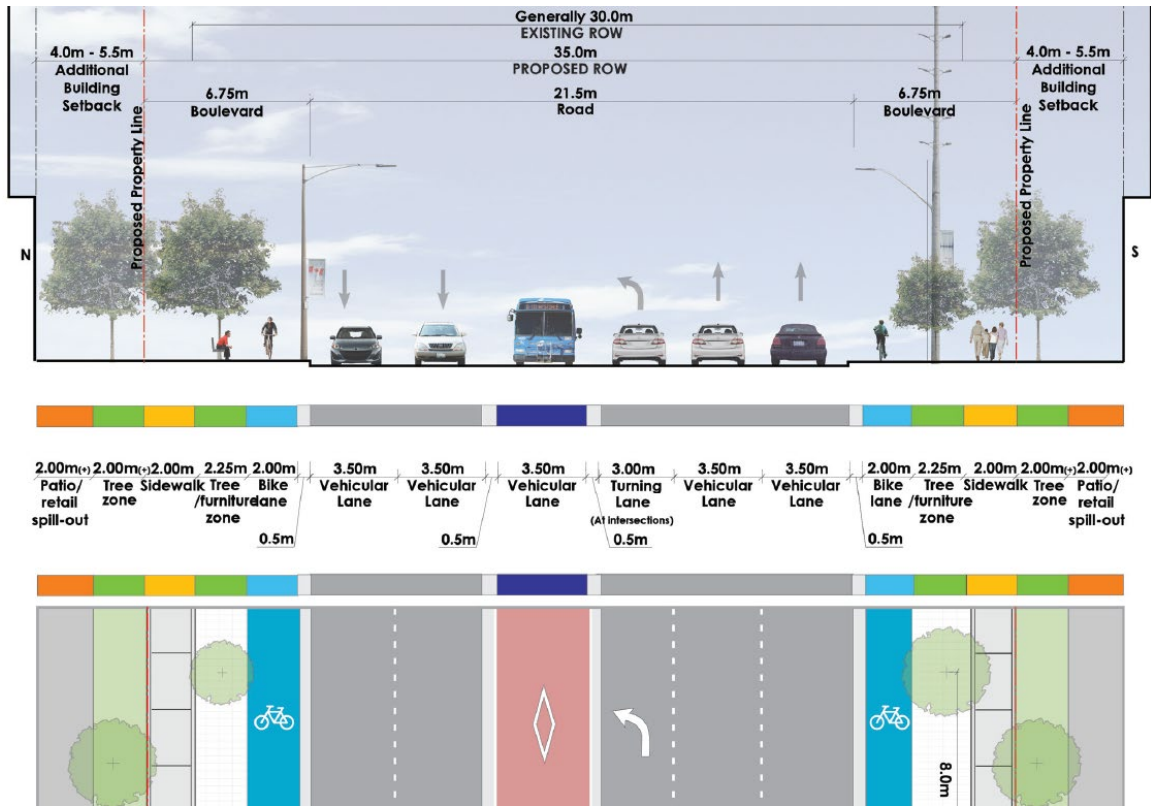 Generally 30.0m
EXISTING ROW
4.0m - 5.5m
Additional
Building
Setback
35.0m
PROPOSED ROW
4.0m - 5.5m
Additional
Building
Setback
6.75m
Boulevard
21.5m
Road
6.75m
Boulevard
Proposed Property Line
Proposed Property Line
N
S
2.00m(+)
Patio/
retail
spill-out
2.00m(+)
Tree
zone
2.00m
Sidewalk
2.25m
Tree
/furniture
zone
2.00m
Bike
lane
0.5m
3.50m
Vehicular
Lane
3.50m
Vehicular
Lane
0.5m
3.50m
Vehicular
Lane
3.00m
Turning
Lane
(At intersections)
0.5m
3.50m
Vehicular
Lane
3.50m
Vehicular
Lane
2.00m
Bike
lane
0.5m
2.25m
Tree
/furniture
zone
2.00m
Sidewalk
2.00m(+)
Tree
zone
2.00m(+)
Patio/
retail
spill-out
8.0m